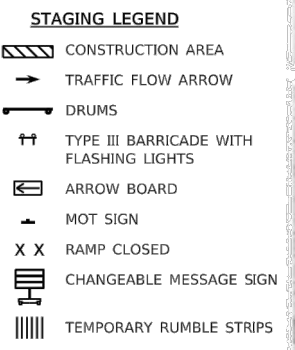 STAGING LEGEND
CONSTRUCTION AREA
TRAFFIC FLOW ARROW
DRUMS
TYPE III BARRICADE WITH
FLASHING LIGHTS
ARROW BOARD
MOT SIGN
X X RAMP CLOSED
CHANGEABLE MESSAGE SIGN
TEMPORARY RUMBLE STRIPS